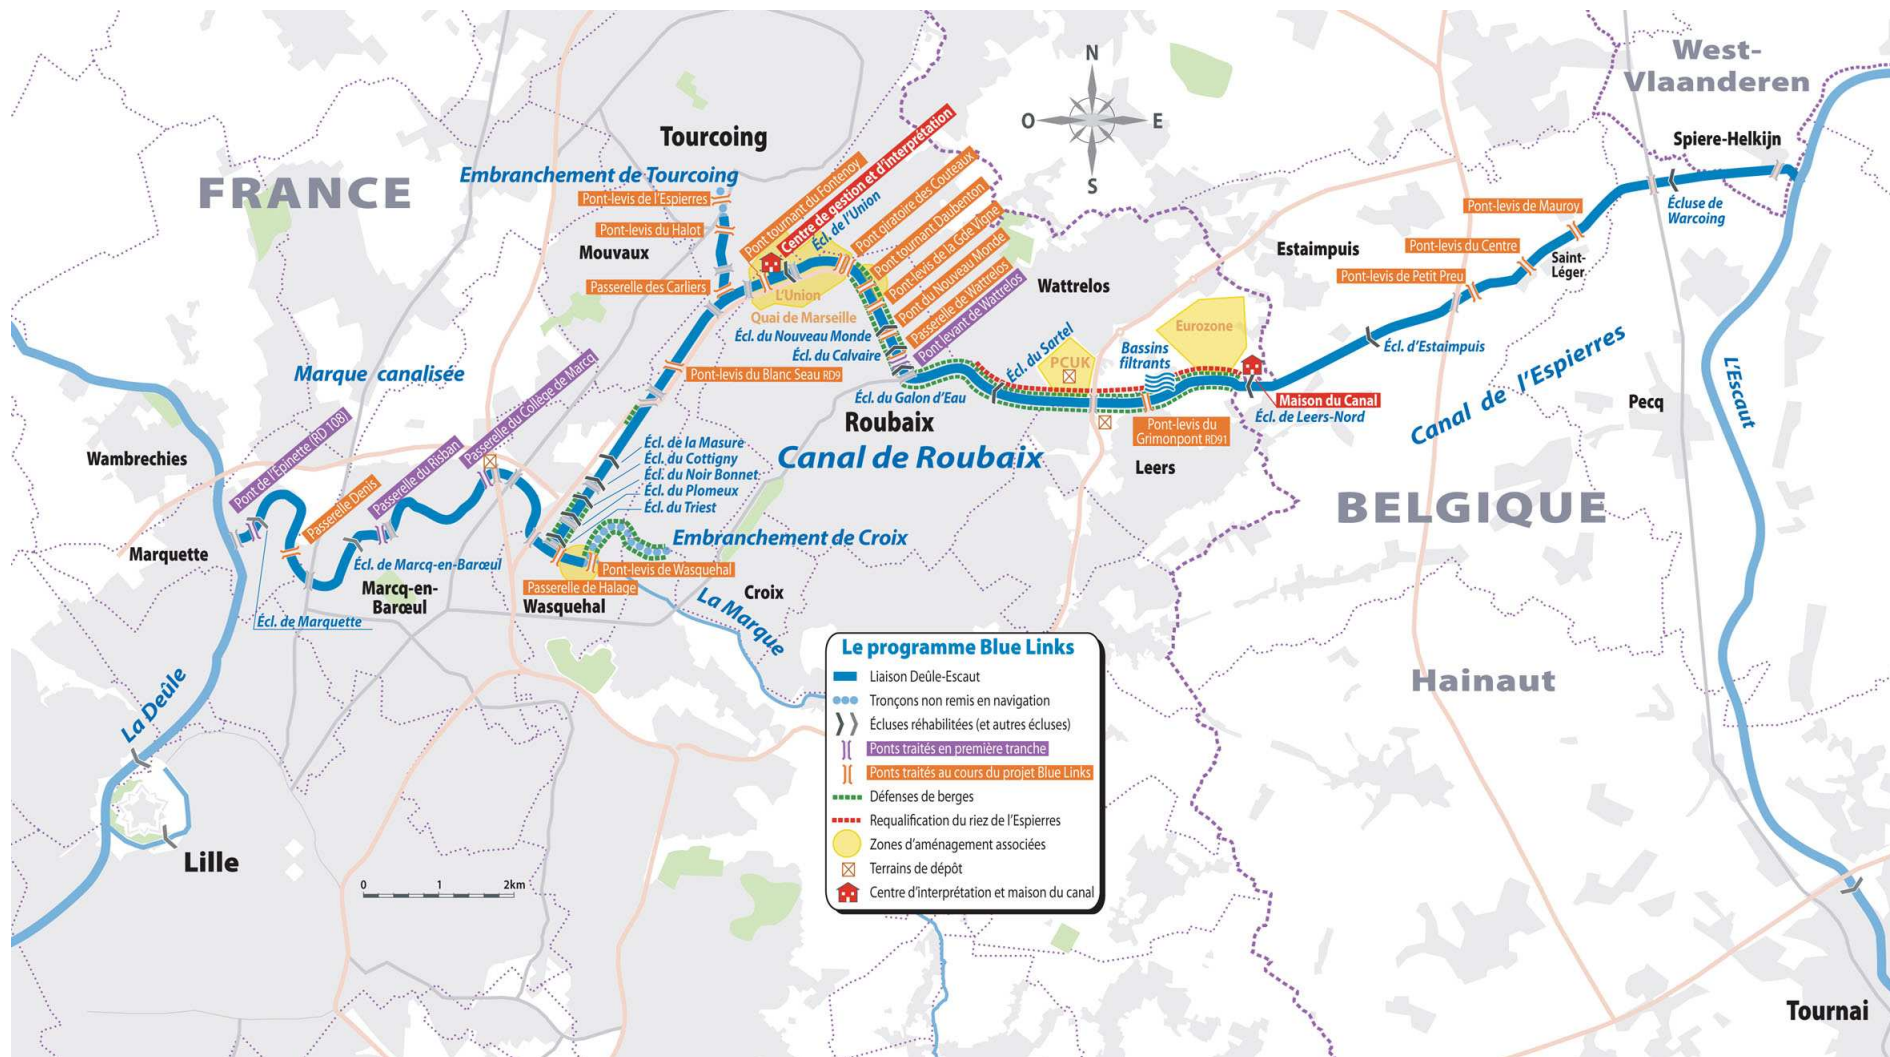 West-
Vlaanderen
N
O
E
S
Tourcoing
Spiere-Helkijn
FRANCE
Embranchement de Tourcoing
Pont-levis de l'Espierres
Pont-levis du Halot
Mouvaux
Passerelle des Carliers
Pont tournant du Fontenoy
Centre de gestion et d'interprétation
Écl. de l'Union
Pont giratoire des Couteaux
Pont tournant Daubenton
Pont-levis de la Gde Vigne
Pont du Nouveau Monde
Passerelle de Wattrelos
Pont levant de Wattrelos
L'Union
Quai de Marseille
Écl. du Nouveau Monde
Écl. du Calvaire
Wattrelos
Estaimpuis
Pont-levis de Mauroy
Écluse de
Warcoing
Pont-levis du Centre
Saint-
Léger
Pont-levis de Petit Preu
Eurozone
Écl. du Sartel
PCUK
Bassins
filtrants
Écl. d'Estaimpuis
Canal de l'Espierres
L'Escaut
Marque canalisée
Pont-levis du Blanc Seau RD9
Écl. du Galon d'Eau
Roubaix
Canal de Roubaix
Maison du Canal
Écl. de Leers-Nord
Pont-levis du
Grimonpont RD91
Leers
Pecq
BELGIQUE
Wambrechies
Pont de l'Épinette (RD 108)
Passerelle Denis
Passerelle du Risban
Passerelle du Collège de Marcq
Écl. de la Masure
Écl. du Cottigny
Écl. du Noir Bonnet
Écl. du Plomeux
Écl. du Triest
Embranchement de Croix
Marquette
Écl. de Marcq-en-Barœul
Marcq-en-
Barœul
Écl. de Marquette
Pont-levis de Wasquehal
Passerelle de Halage
Wasquehal
Croix
La Marque
La Deûle
Hainaut
Le programme Blue Links
Liaison Deûle-Escaut
Tronçons non remis en navigation
Écluses réhabilitées (et autres écluses)
Ponts traités en première tranche
Ponts traités au cours du projet Blue Links
Défenses de berges
Requalification du riez de l'Espierres
Zones d'aménagement associées
Terrains de dépôt
Centre d'interprétation et maison du canal
Lille
0 1 2km
Tournai